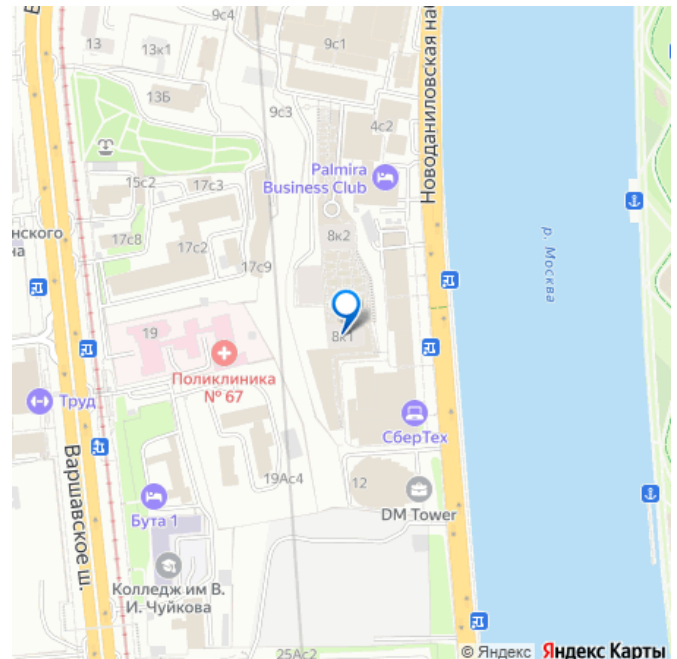 9с4
13
13к1
9с1
13Б
9с3
4с2
Новоданиловская на
Palmira
Business Club
15с2
17с3
нского
на
17с8
17с2
17с9
8к2
р. Москва
19
8к1
Поликлиника
№ 67
Труд
СберТех
Варшавское ш.
19Ас4
12
DM Tower
Бута 1
Колледж им В.
И. Чуйкова
25Ас2
© Яндекс Яндекс Карты